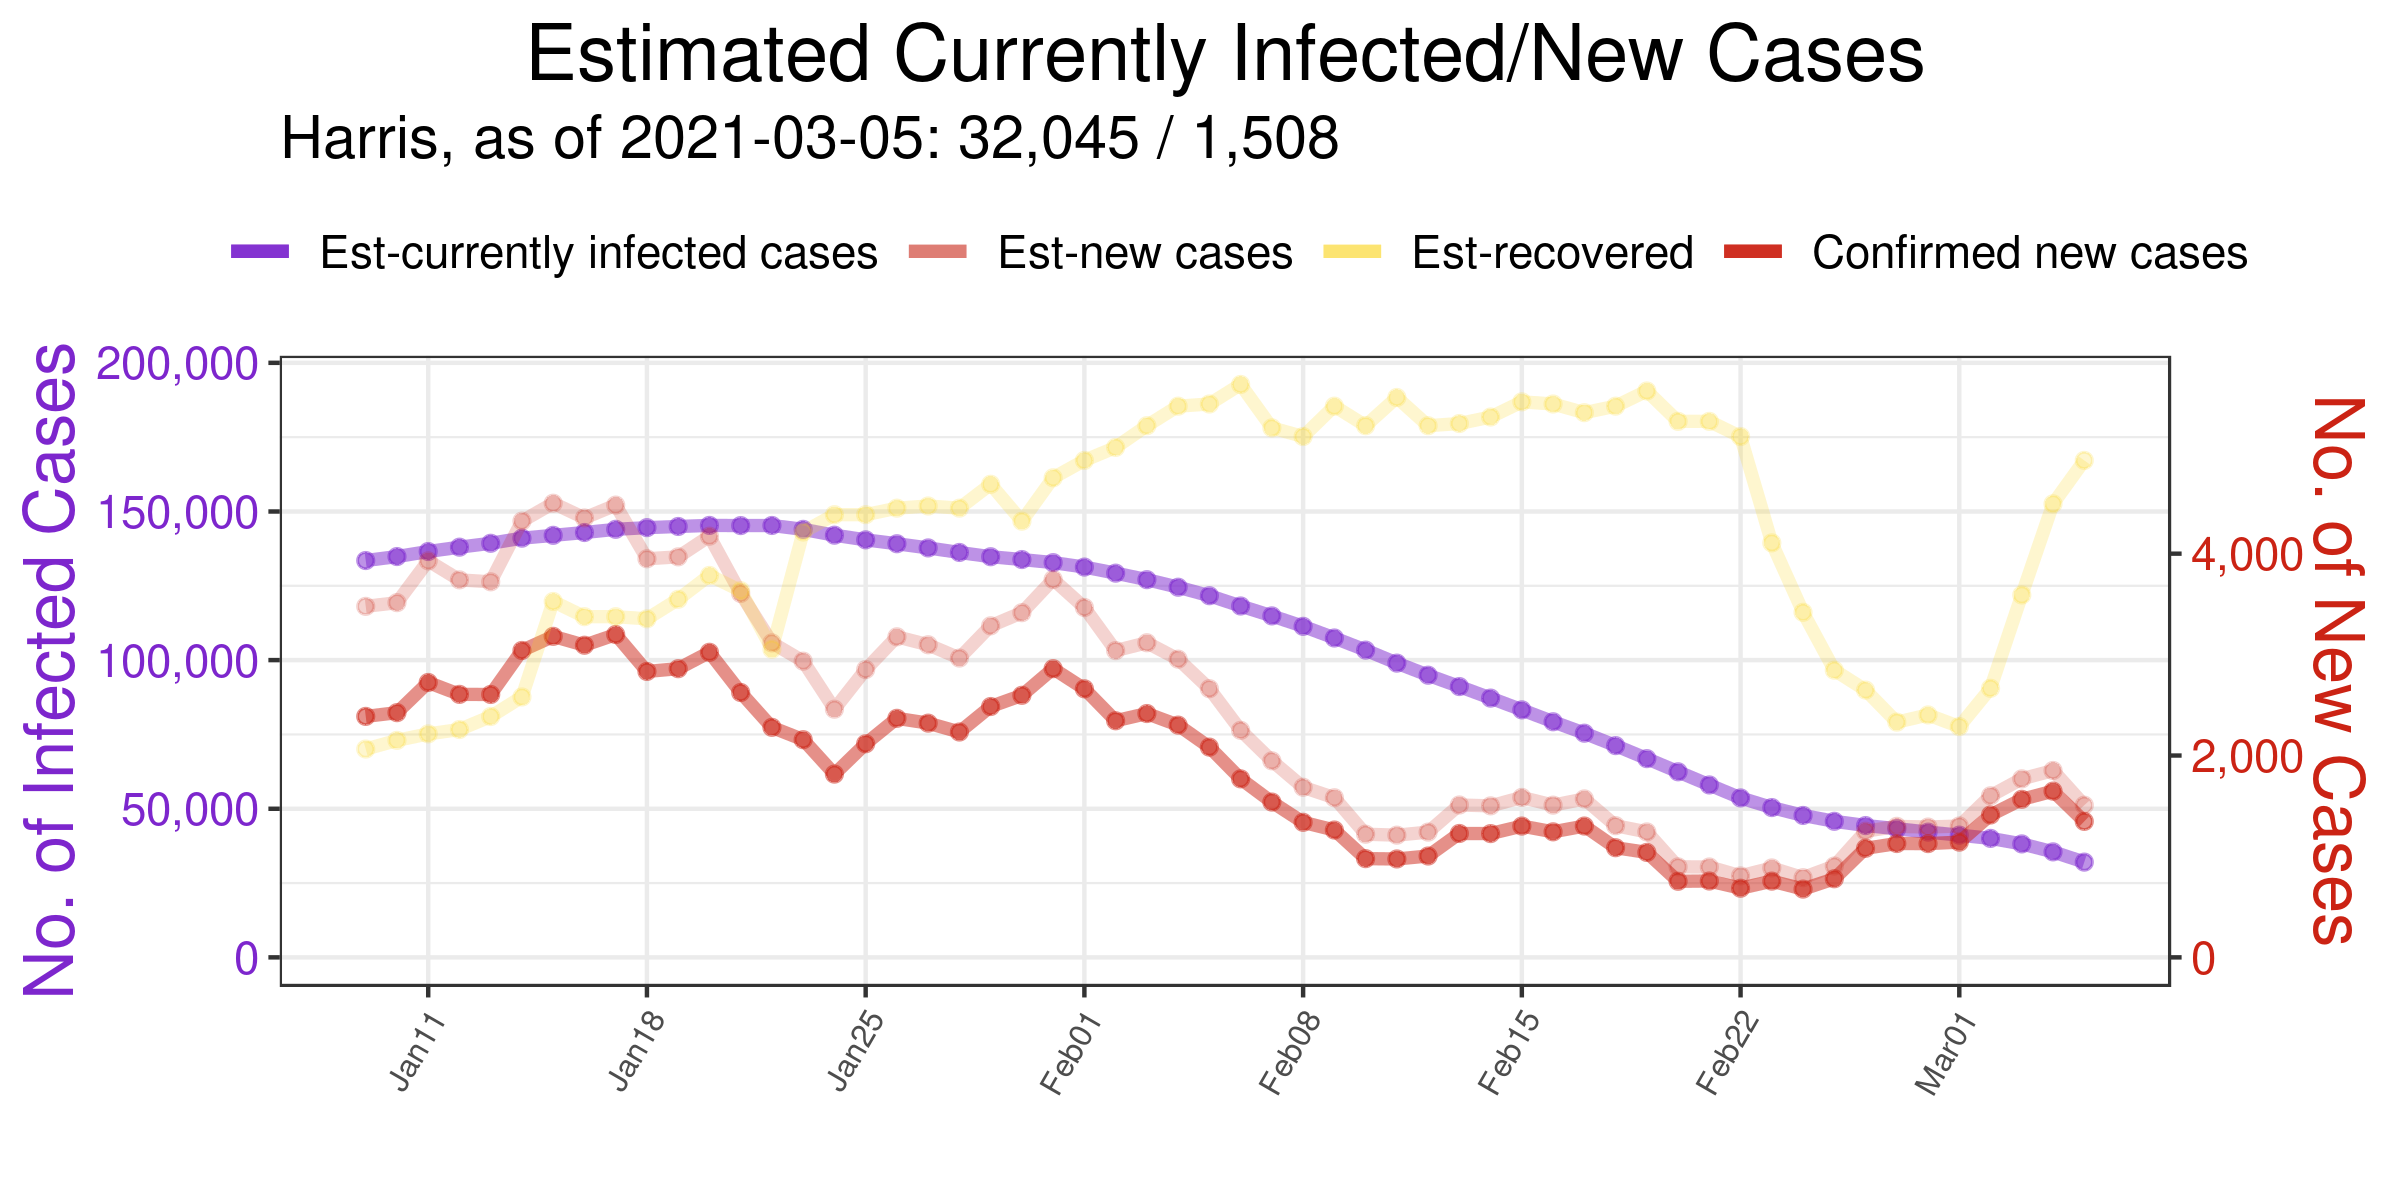 Estimated Currently Infected/New Cases
Harris, as of 2021-03-05: 32,045 / 1,508
Est-currently infected cases Est-new cases Est-recovered Confirmed new cases
No. of Infected Cases
200,000
150,000
100,000
50,000
0
4,000
2,000
0
No. of New Cases
Jan11 Jan18 Jan25 Feb01 Feb08 Feb15 Feb22 Mar01